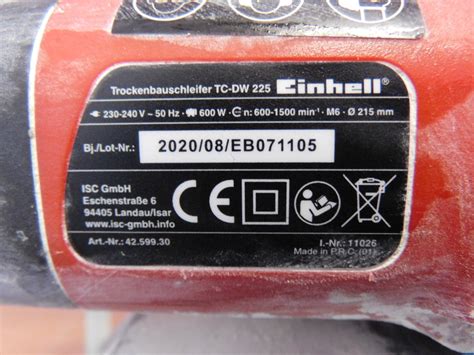 Trockenbauschleifer TC-DW 225 Einhell®
230-240 V ~ 50 Hz · 600 W · n: 600-1500 min⁻¹ · M6 · Ø 215 mm
Bj./Lot-Nr.: 2020/08/EB071105
ISC GmbH
Eschenstraße 6
94405 Landau/Isar
www.isc-gmbh.info
CE
Art.-Nr.: 42.599.30
I.-Nr.: 11026
Made in P.R.C. (01)